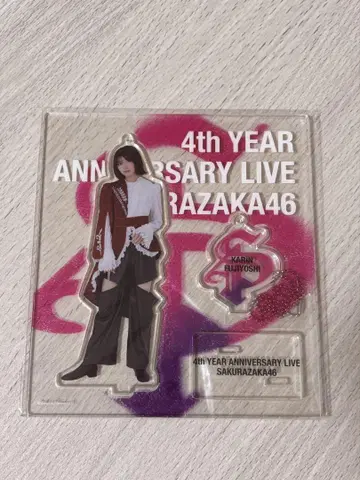 4th YEAR
ANNIVERSARY LIVE
SAKURAZAKA46
KARIN
FUJIYOSHI
4th YEAR ANNIVERSARY LIVE
SAKURAZAKA46